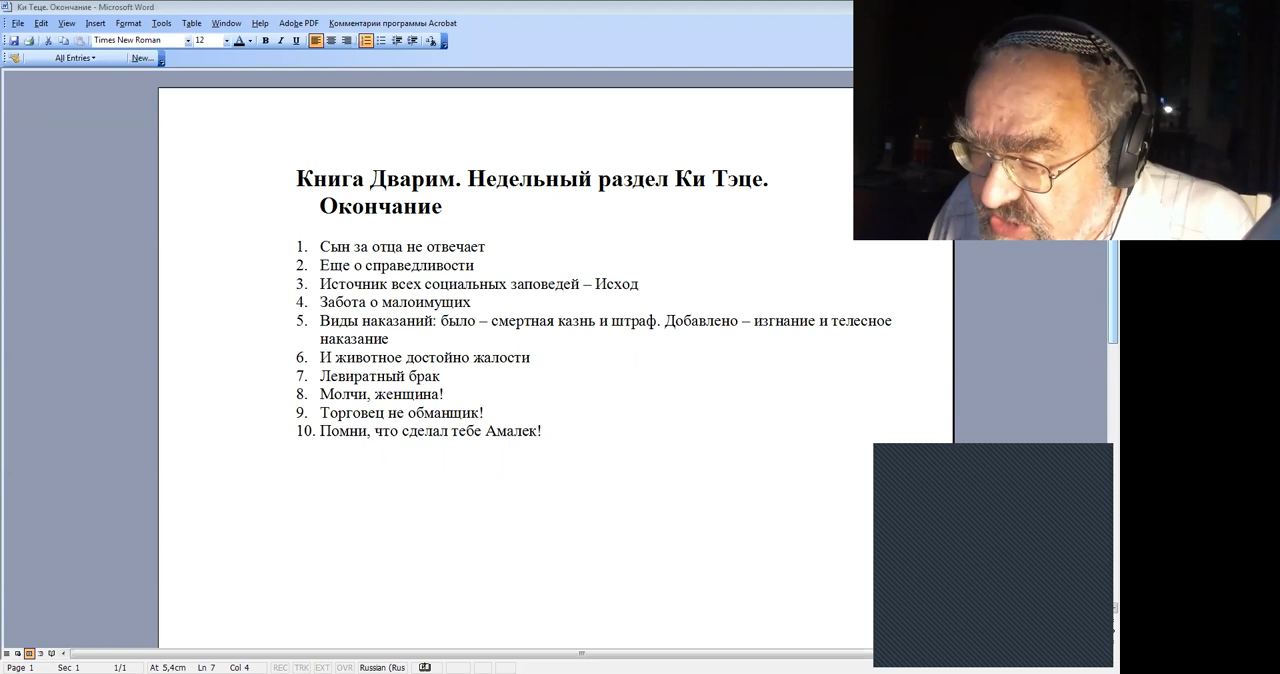 Ки Теце. Окончание - Microsoft Word
File Edit View Insert Format Tools Table Window Help Adobe PDF Комментарии программы Acrobat
Times New Roman 12 A B I U
All Entries New...
Книга Дварим. Недельный раздел Ки Тэце.
Окончание
1. Сын за отца не отвечает
2. Еще о справедливости
3. Источник всех социальных заповедей – Исход
4. Забота о малоимущих
5. Виды наказаний: было – смертная казнь и штраф. Добавлено – изгнание и телесное
наказание
6. И животное достойно жалости
7. Левиратный брак
8. Молчи, женщина!
9. Торговец не обманщик!
10. Помни, что сделал тебе Амалек!
Page 1 Sec 1 1/1 At 5,4cm Ln 7 Col 4 REC TRK EXT OVR Russian (Rus